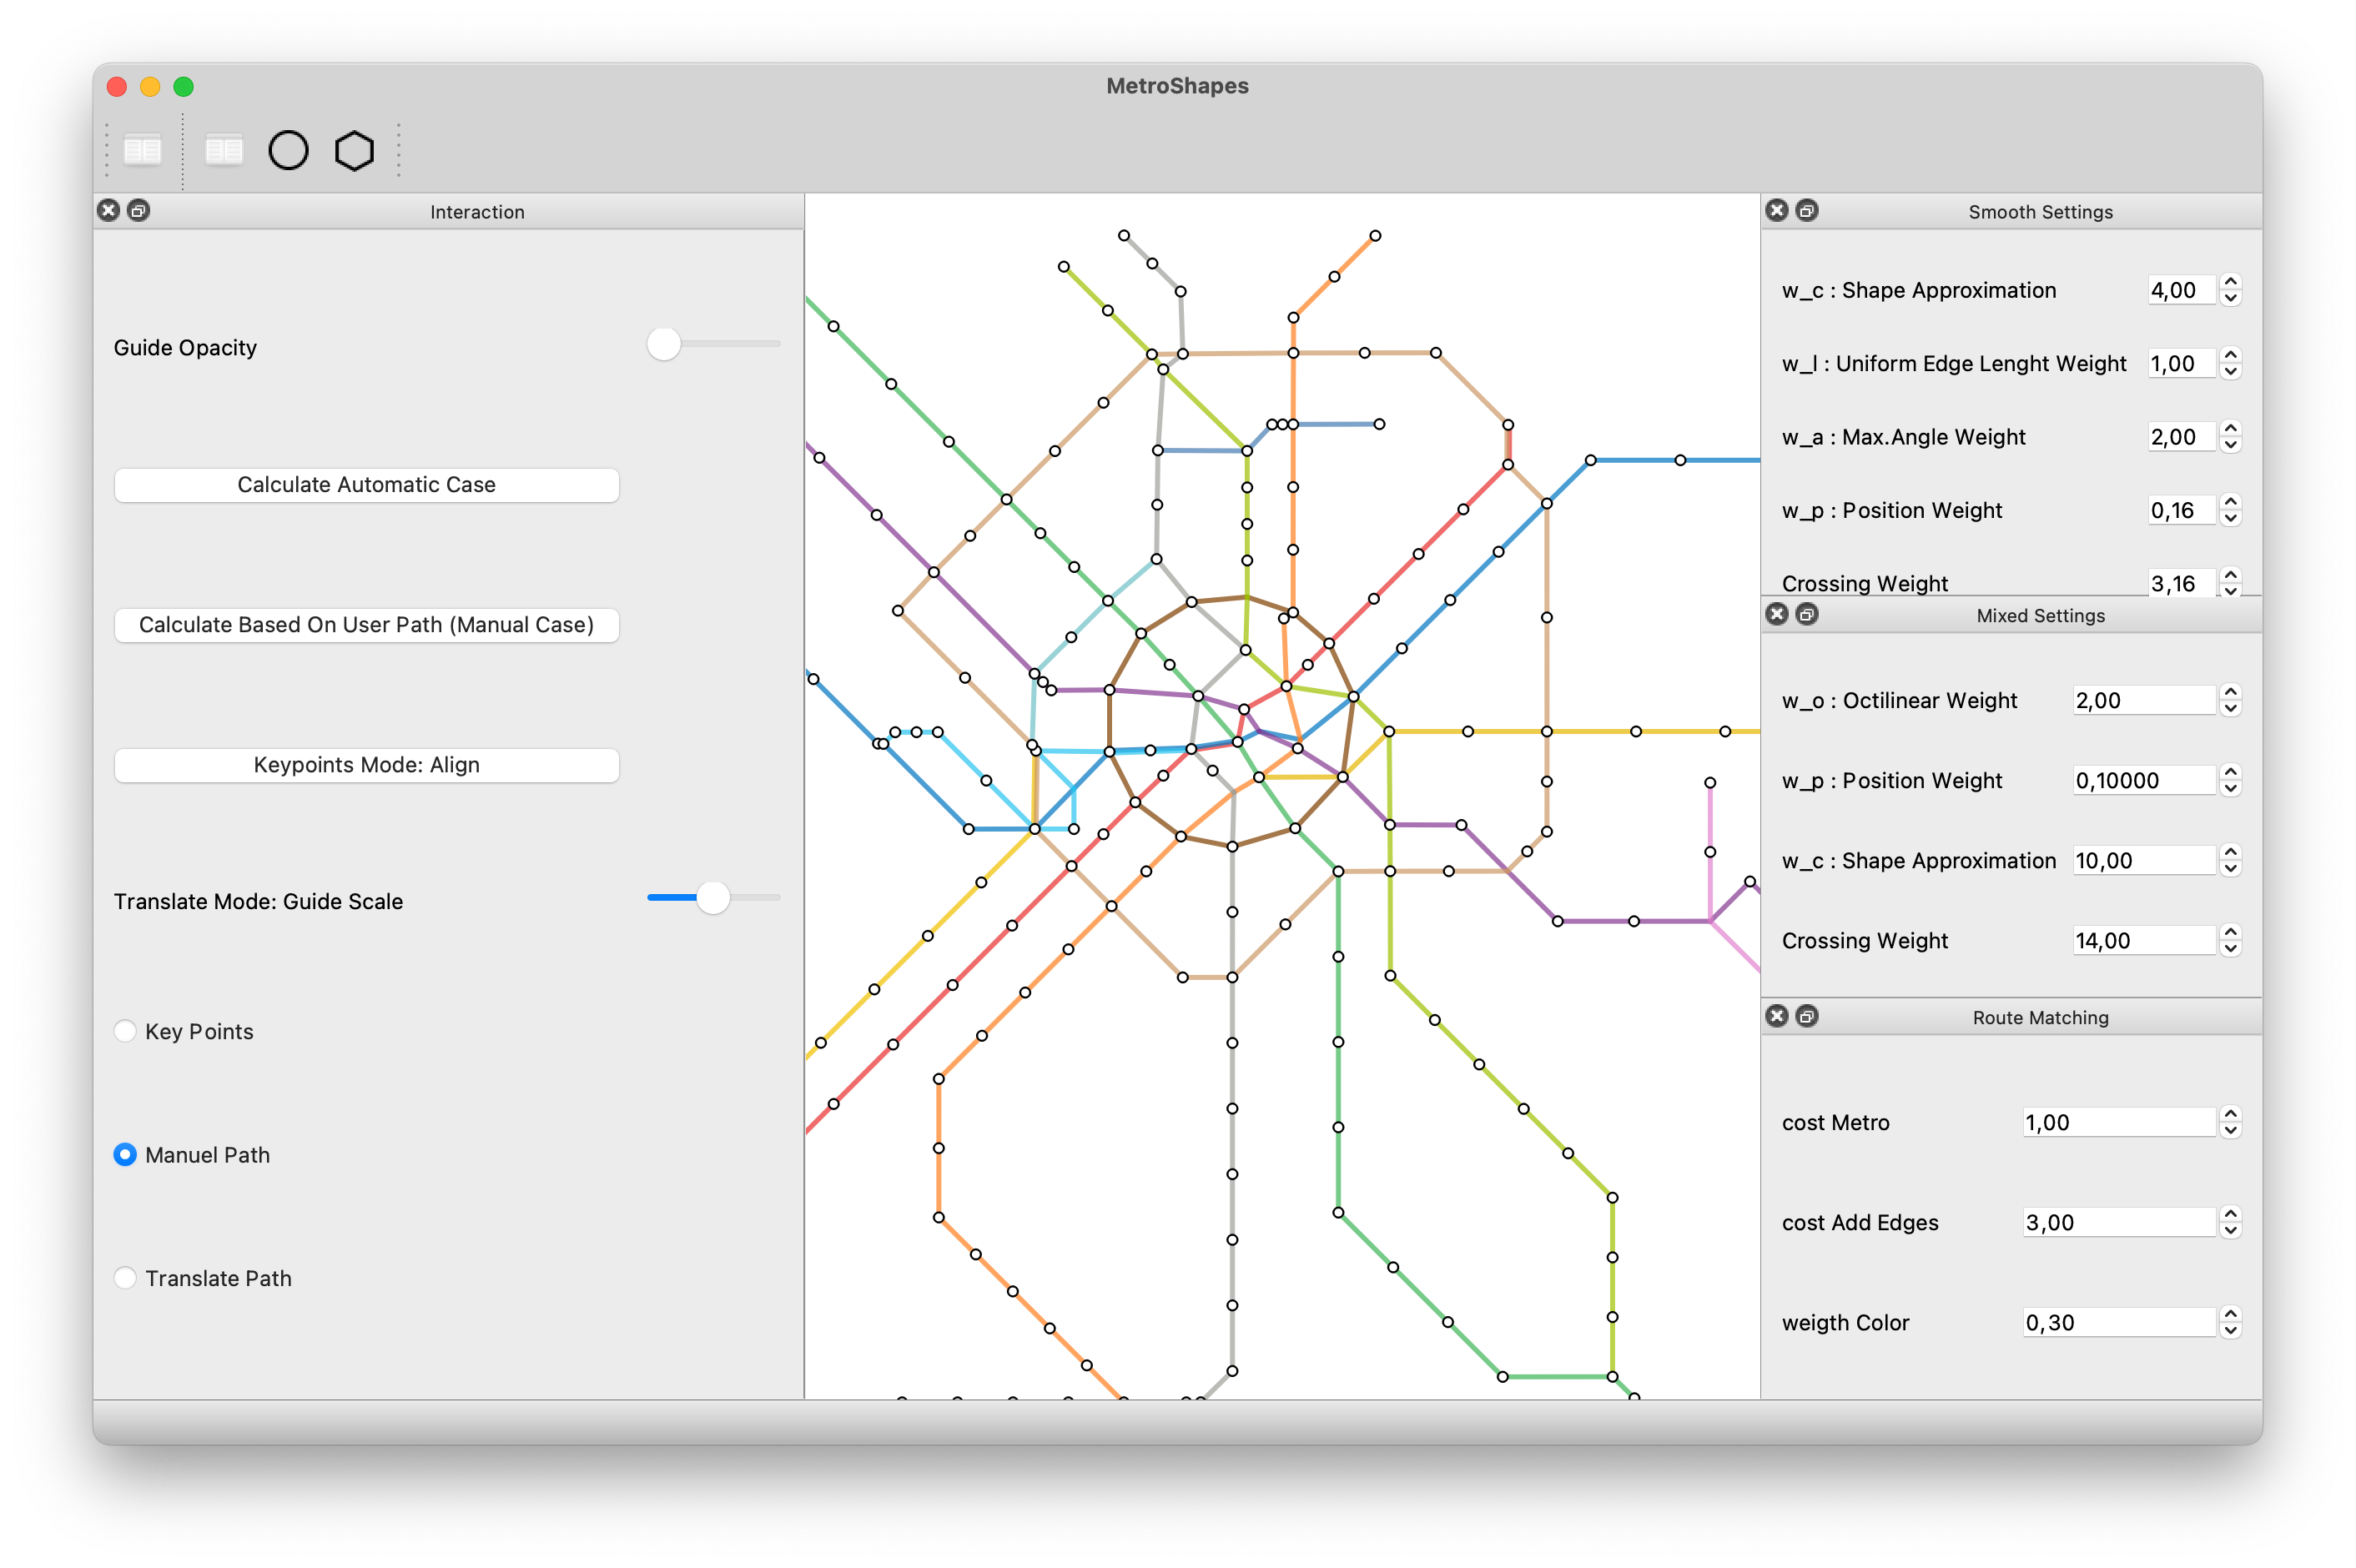 MetroShapes
Interaction
Guide Opacity
Calculate Automatic Case
Calculate Based On User Path (Manual Case)
Keypoints Mode: Align
Translate Mode: Guide Scale
Key Points
Manuel Path
Translate Path
Smooth Settings
w_c : Shape Approximation 4,00
w_l : Uniform Edge Lenght Weight 1,00
w_a : Max.Angle Weight 2,00
w_p : Position Weight 0,16
Crossing Weight 3,16
Mixed Settings
w_o : Octilinear Weight 2,00
w_p : Position Weight 0,10000
w_c : Shape Approximation 10,00
Crossing Weight 14,00
Route Matching
cost Metro 1,00
cost Add Edges 3,00
weigth Color 0,30